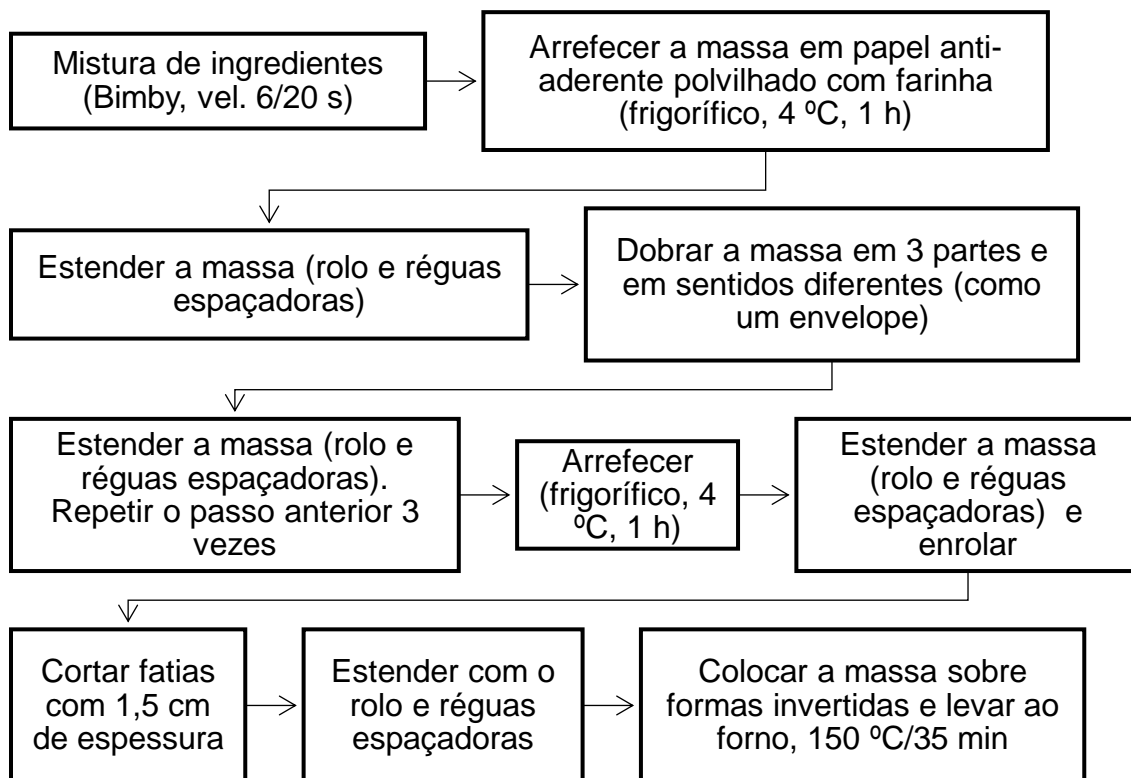 Mistura de ingredientes
(Bimby, vel. 6/20 s)
Arrefecer a massa em papel anti-
aderente polvilhado com farinha
(frigorífico, 4 ºC, 1 h)
Estender a massa (rolo e réguas
espaçadoras)
Dobrar a massa em 3 partes e
em sentidos diferentes (como
um envelope)
Estender a massa (rolo e
réguas espaçadoras).
Repetir o passo anterior 3
vezes
Arrefecer
(frigorífico, 4
ºC, 1 h)
Estender a massa
(rolo e réguas
espaçadoras) e
enrolar
Cortar fatias
com 1,5 cm
de espessura
Estender com o
rolo e réguas
espaçadoras
Colocar a massa sobre
formas invertidas e levar ao
forno, 150 ºC/35 min